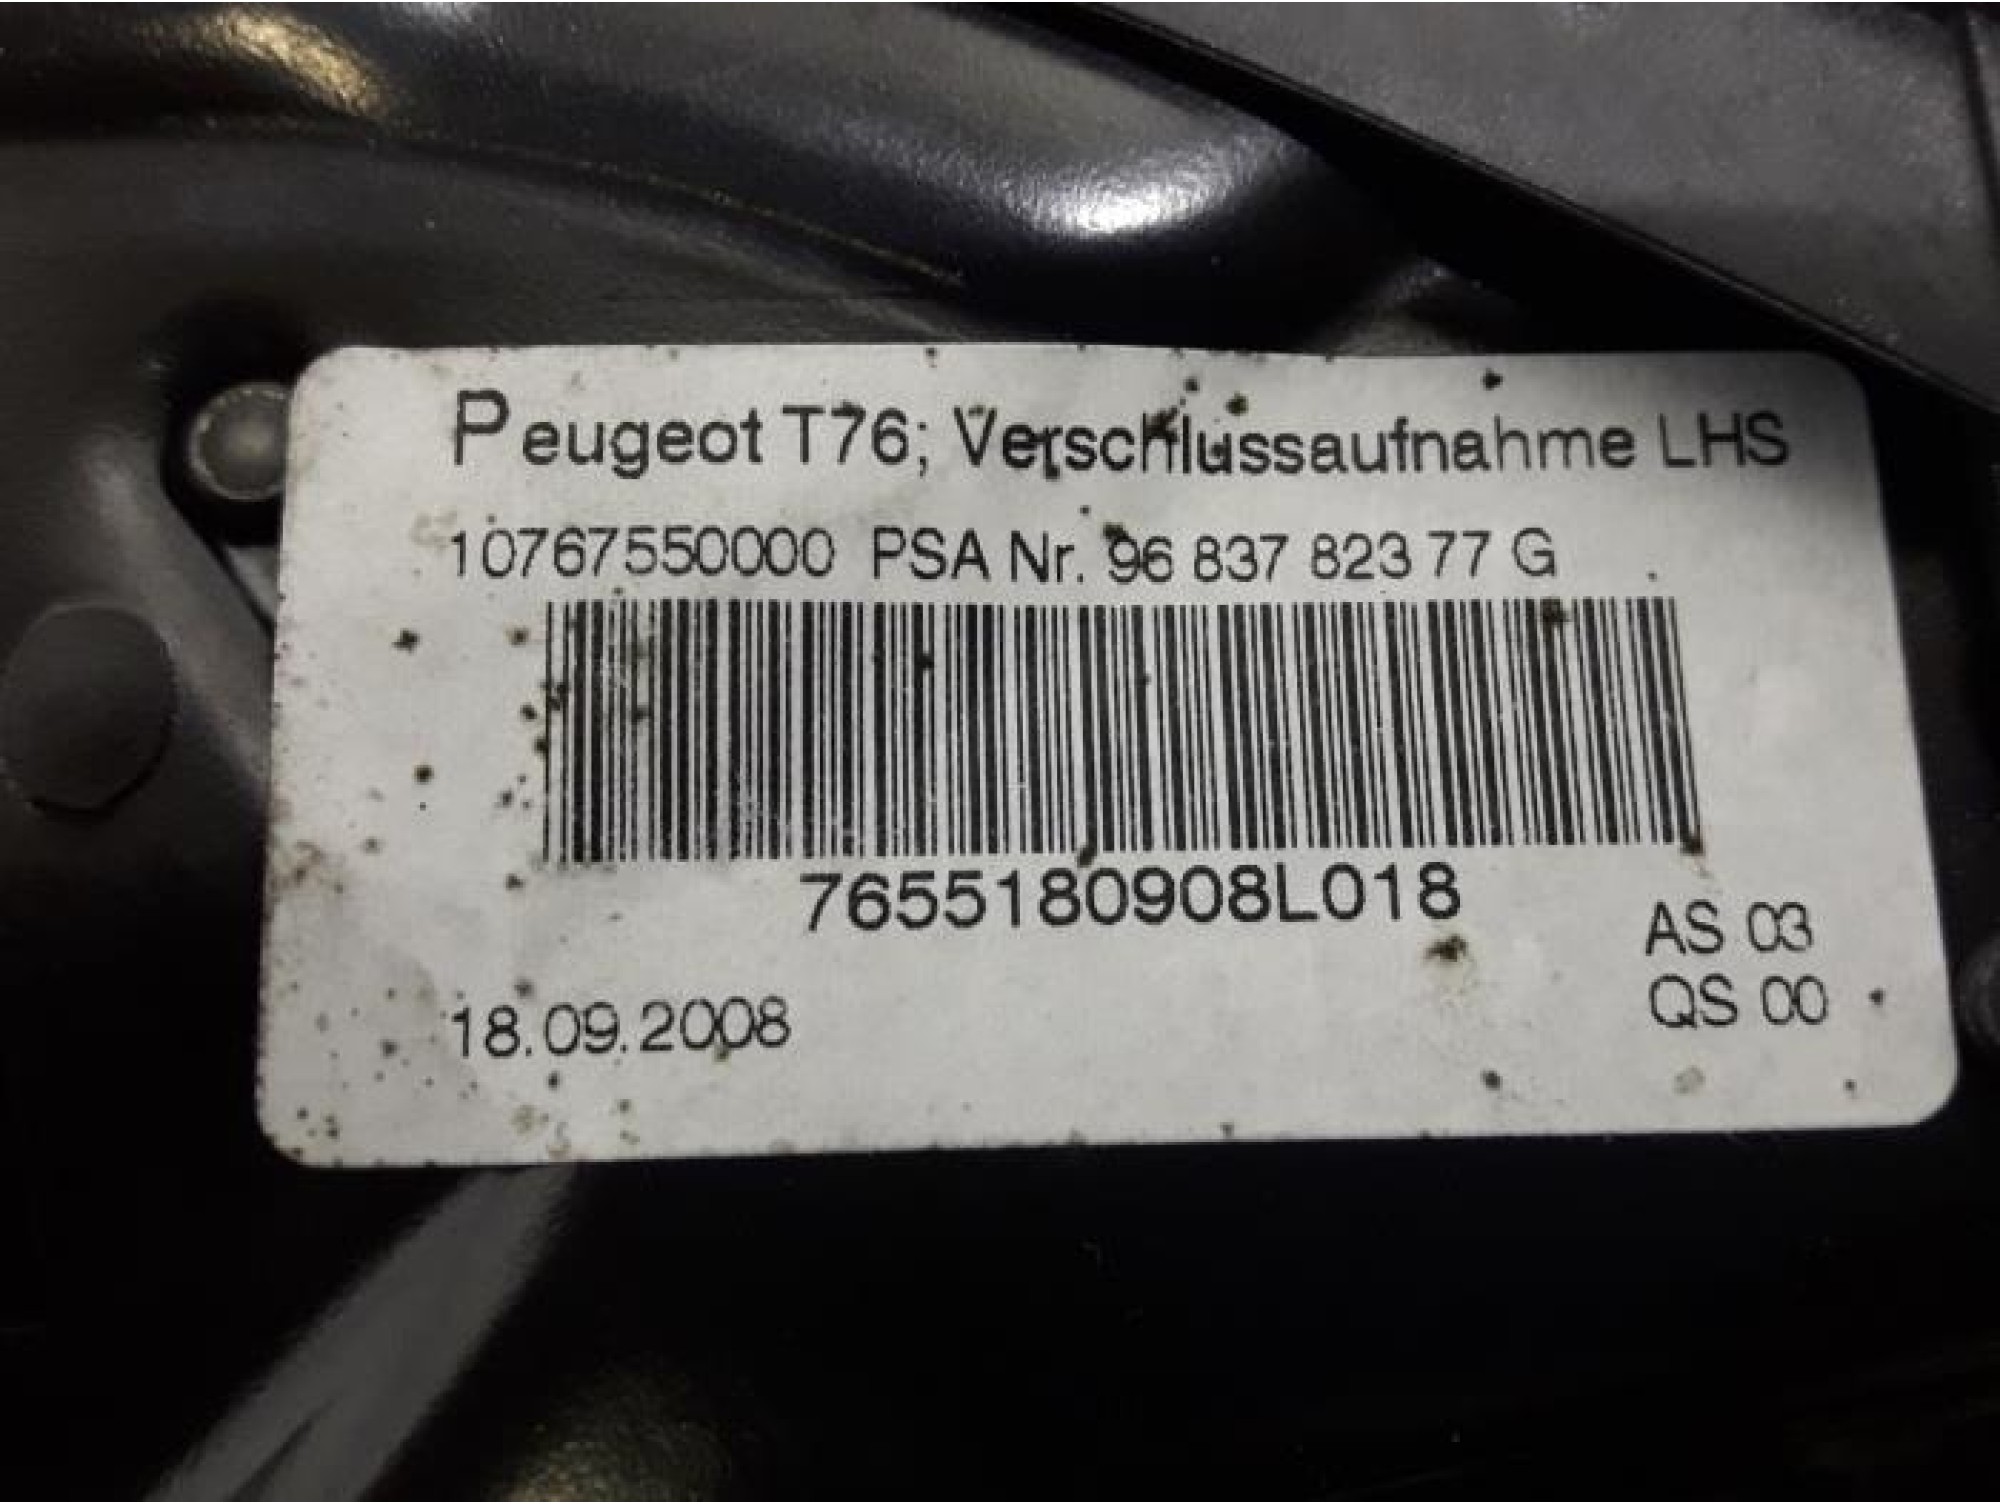 Peugeot T76; Verschlussaufnahme LHS
10767550000 PSA Nr. 96 837 823 77 G
7655180908L018
AS 03
18.09.2008
QS 00